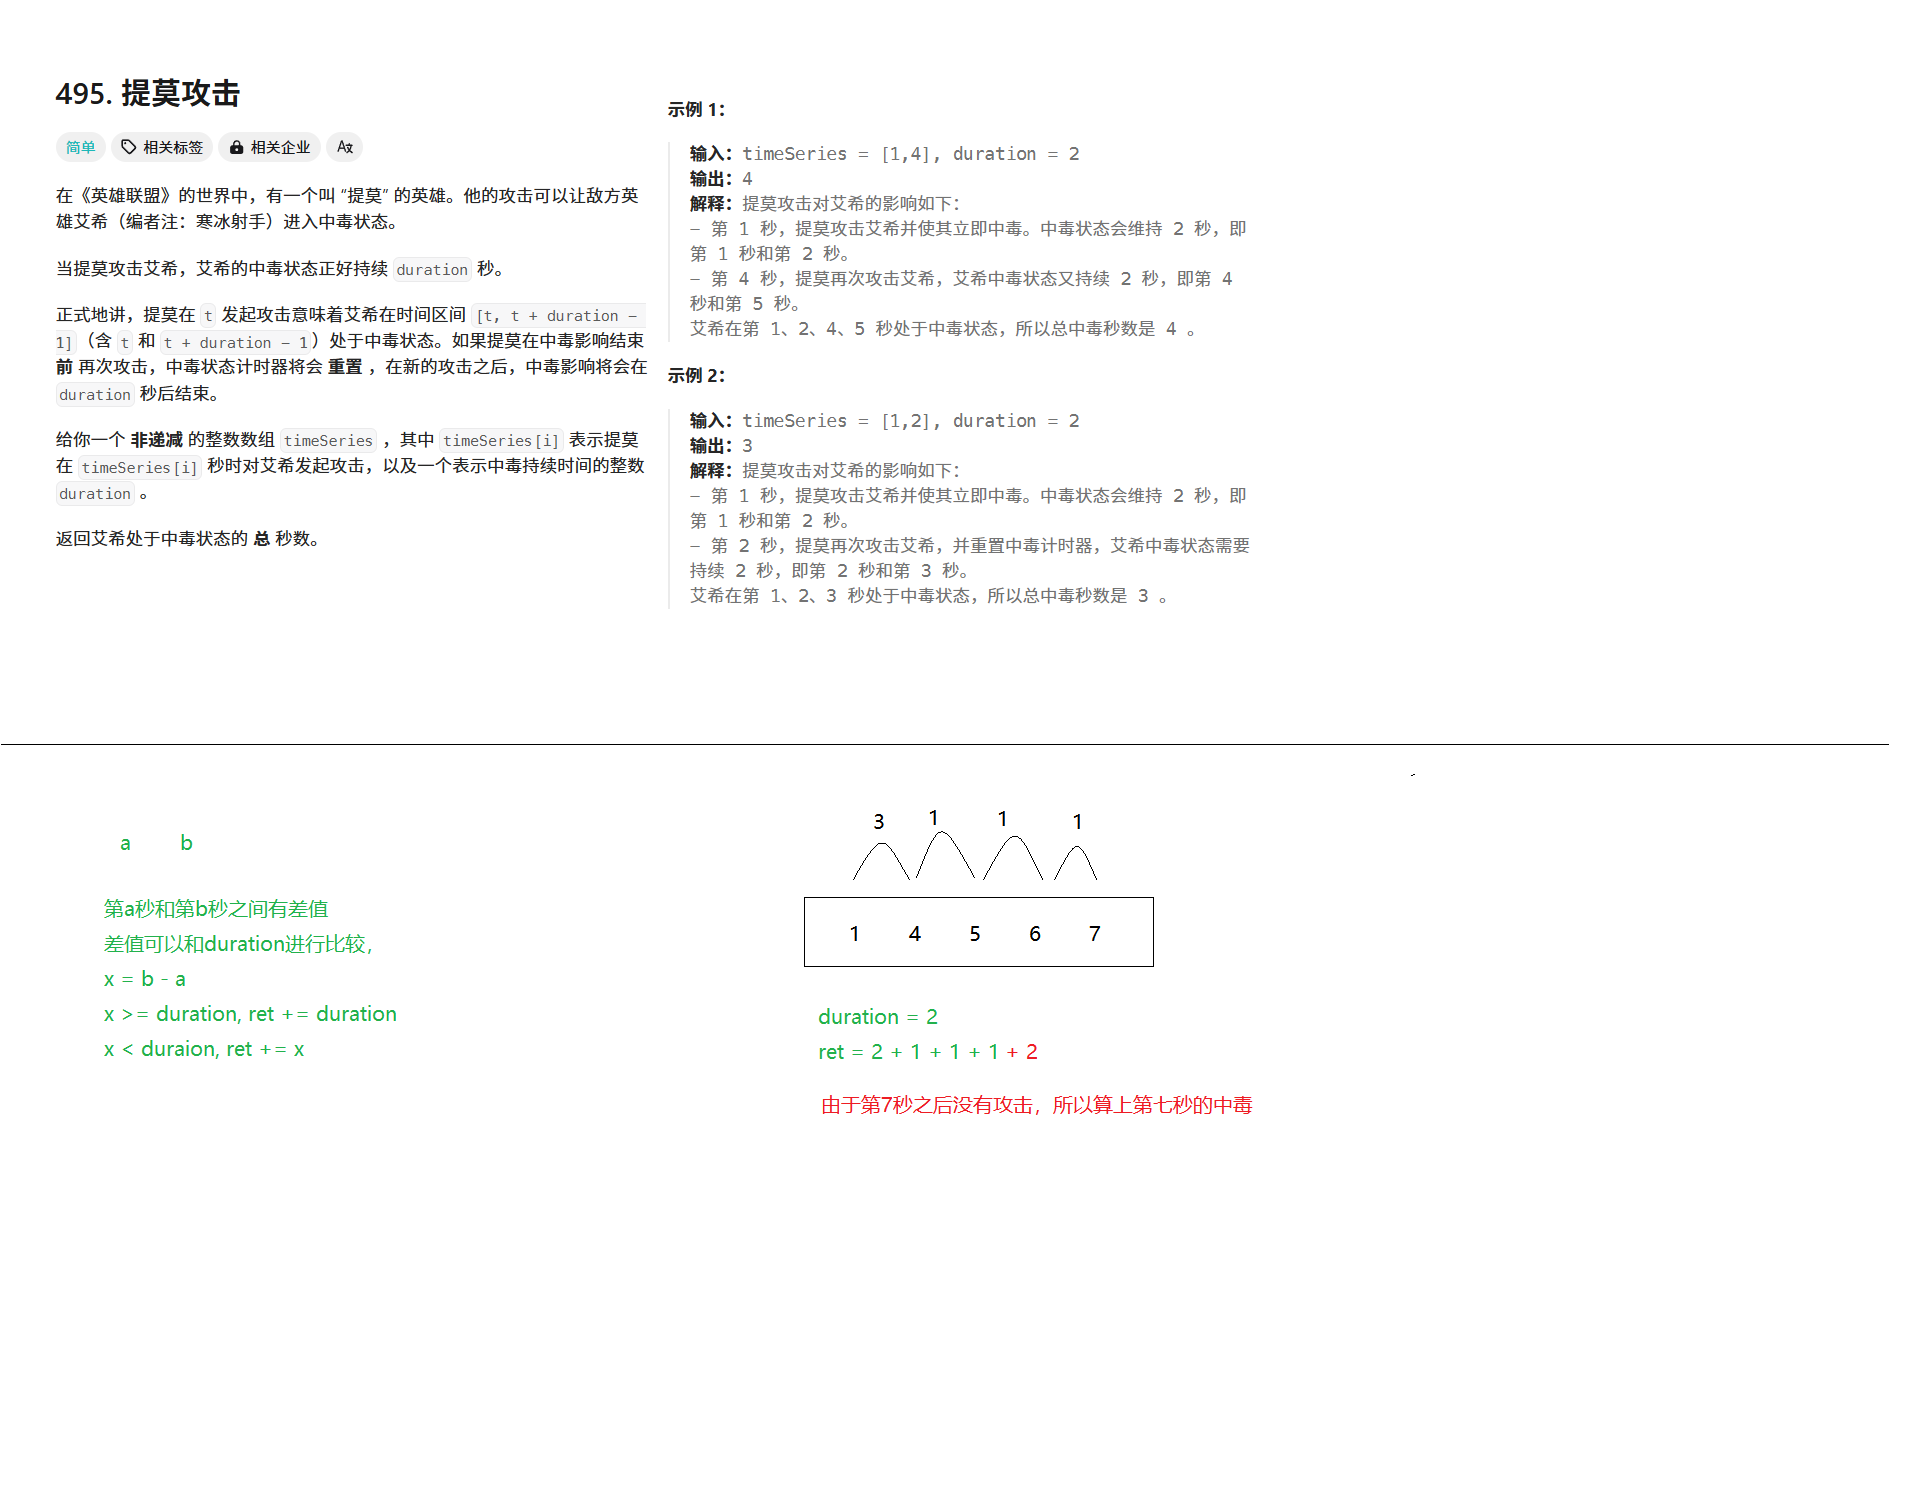 495. 提莫攻击
简单 相关标签 相关企业
在《英雄联盟》的世界中，有一个叫 “提莫” 的英雄。他的攻击可以让敌方英
雄艾希（编者注：寒冰射手）进入中毒状态。
当提莫攻击艾希，艾希的中毒状态正好持续 duration 秒。
正式地讲，提莫在 t 发起攻击意味着艾希在时间区间 [t, t + duration -
1]（含 t 和 t + duration - 1）处于中毒状态。如果提莫在中毒影响结束
前 再次攻击，中毒状态计时器将会 重置 ，在新的攻击之后，中毒影响将会在
duration 秒后结束。
给你一个 非递减 的整数数组 timeSeries ，其中 timeSeries[i] 表示提莫
在 timeSeries[i] 秒时对艾希发起攻击，以及一个表示中毒持续时间的整数
duration 。
返回艾希处于中毒状态的 总 秒数。
示例 1：
输入：timeSeries = [1,4], duration = 2
输出：4
解释：提莫攻击对艾希的影响如下：
- 第 1 秒，提莫攻击艾希并使其立即中毒。中毒状态会维持 2 秒，即
第 1 秒和第 2 秒。
- 第 4 秒，提莫再次攻击艾希，艾希中毒状态又持续 2 秒，即第 4
秒和第 5 秒。
艾希在第 1、2、4、5 秒处于中毒状态，所以总中毒秒数是 4 。
示例 2：
输入：timeSeries = [1,2], duration = 2
输出：3
解释：提莫攻击对艾希的影响如下：
- 第 1 秒，提莫攻击艾希并使其立即中毒。中毒状态会维持 2 秒，即
第 1 秒和第 2 秒。
- 第 2 秒，提莫再次攻击艾希，并重置中毒计时器，艾希中毒状态需要
持续 2 秒，即第 2 秒和第 3 秒。
艾希在第 1、2、3 秒处于中毒状态，所以总中毒秒数是 3 。
a b
第a秒和第b秒之间有差值
差值可以和duration进行比较，
x = b - a
x >= duration, ret += duration
x < duraion, ret += x
3 1 1 1
1 4 5 6 7
duration = 2
ret = 2 + 1 + 1 + 1 + 2
由于第7秒之后没有攻击，所以算上第七秒的中毒